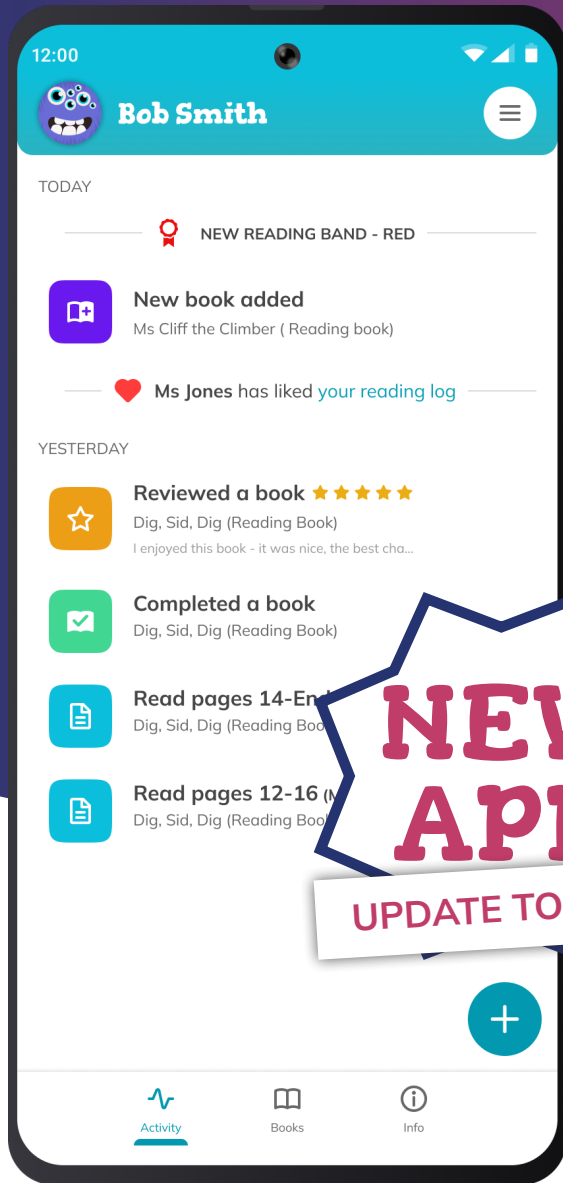 12:00
Bob Smith
TODAY
NEW READING BAND - RED
New book added
Ms Cliff the Climber ( Reading book)
Ms Jones has liked your reading log
YESTERDAY
Reviewed a book
Dig, Sid, Dig (Reading Book)
I enjoyed this book - it was nice, the best cha...
Completed a book
Dig, Sid, Dig (Reading Book)
Read pages 14-End
Dig, Sid, Dig (Reading Boo
Read pages 12-16
Dig, Sid, Dig (Reading Boo
NEW
APP
UPDATE TO
Activity
Books
Info